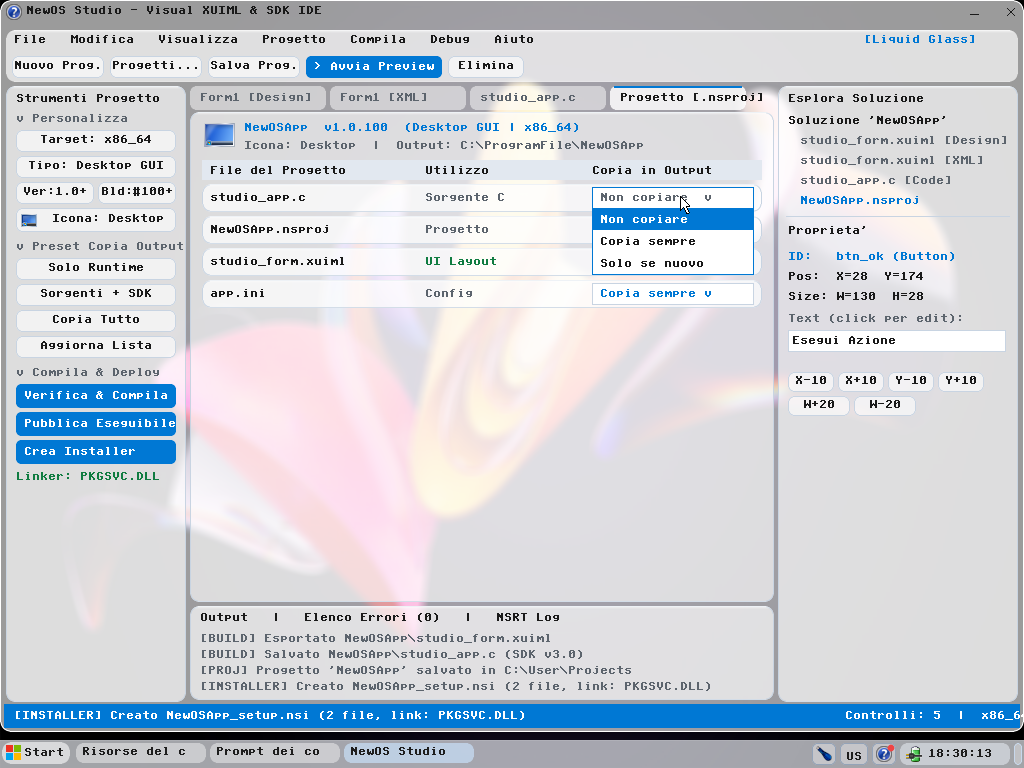 NewOS Studio - Visual XUIML & SDK IDE
File Modifica Visualizza Progetto Compila Debug Aiuto [Liquid Glass]
Nuovo Prog. Progetti... Salva Prog. > Avvia Preview Elimina
Strumenti Progetto
v Personalizza
Target: x86_64
Tipo: Desktop GUI
Ver:1.0+ Bld:#100+
Icona: Desktop
v Preset Copia Output
Solo Runtime
Sorgenti + SDK
Copia Tutto
Aggiorna Lista
v Compila & Deploy
Verifica & Compila
Pubblica Eseguibile
Crea Installer
Linker: PKGSVC.DLL
Form1 [Design] Form1 [XML] studio_app.c Progetto [.nsproj]
NewOSApp v1.0.100 (Desktop GUI | x86_64)
Icona: Desktop | Output: C:\ProgramFile\NewOSApp
File del Progetto Utilizzo Copia in Output
studio_app.c Sorgente C Non copiare v
Non copiare
NewOSApp.nsproj Progetto
Copia sempre
studio_form.xuiml UI Layout
Solo se nuovo
app.ini Config Copia sempre v
Output | Elenco Errori (0) | NSRT Log
[BUILD] Esportato NewOSApp\studio_form.xuiml
[BUILD] Salvato NewOSApp\studio_app.c (SDK v3.0)
[PROJ] Progetto 'NewOSApp' salvato in C:\User\Projects
[INSTALLER] Creato NewOSApp_setup.nsi (2 file, link: PKGSVC.DLL)
Esplora Soluzione
Soluzione 'NewOSApp'
studio_form.xuiml [Design]
studio_form.xuiml [XML]
studio_app.c [Code]
NewOSApp.nsproj
Proprieta'
ID: btn_ok (Button)
Pos: X=28 Y=174
Size: W=130 H=28
Text (click per edit):
Esegui Azione
X-10 X+10 Y-10 Y+10
W+20 W-20
[INSTALLER] Creato NewOSApp_setup.nsi (2 file, link: PKGSVC.DLL) Controlli: 5 | x86_6
Start Risorse del c Prompt dei co NewOS Studio US 18:30:13